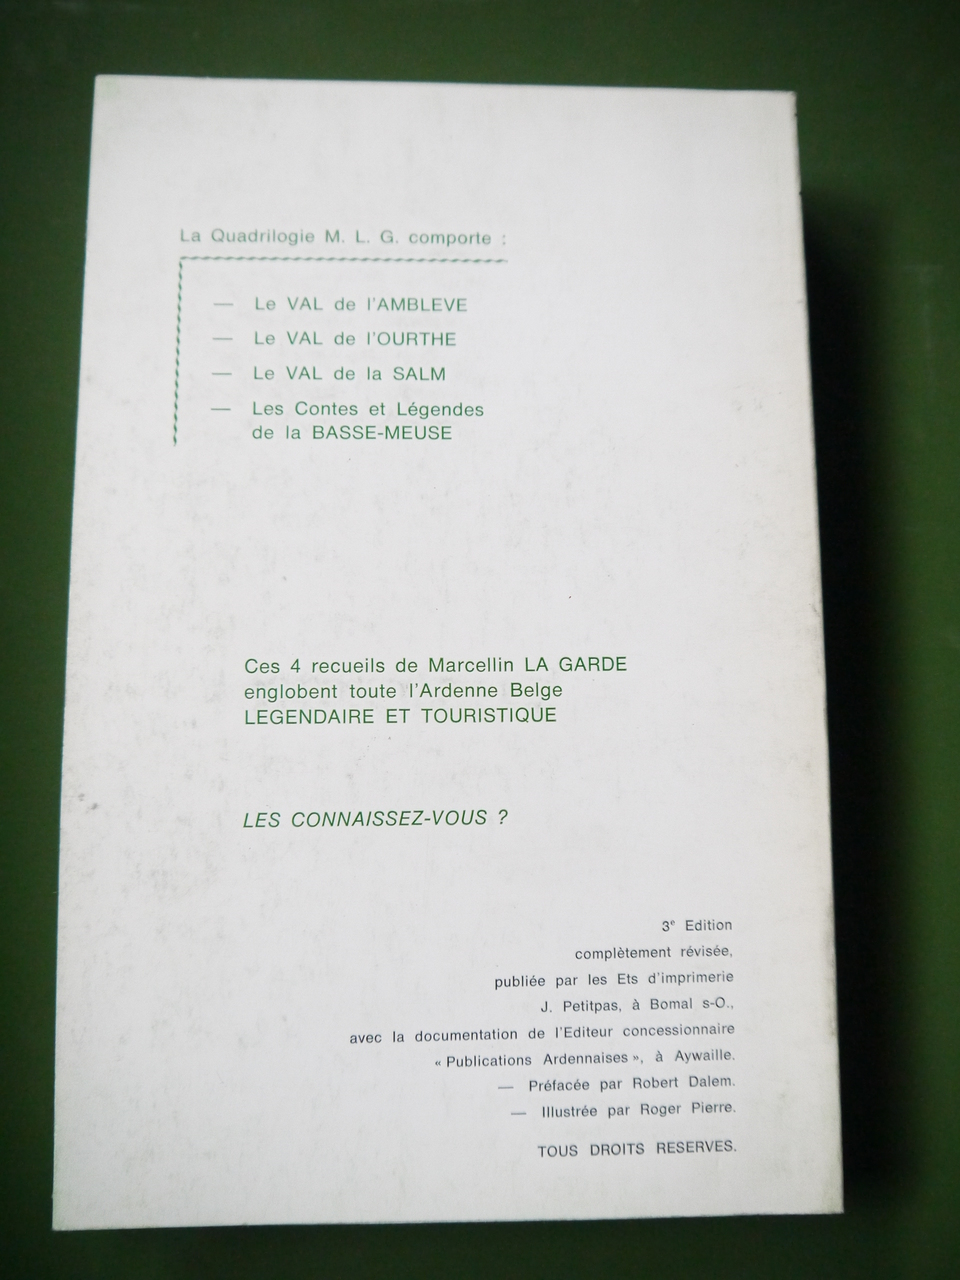 La Quadrilogie M. L. G. comporte :
— Le VAL de l'AMBLEVE
— Le VAL de l'OURTHE
— Le VAL de la SALM
— Les Contes et Légendes
de la BASSE-MEUSE
Ces 4 recueils de Marcellin LA GARDE
englobent toute l'Ardenne Belge
LEGENDAIRE ET TOURISTIQUE
LES CONNAISSEZ-VOUS ?
3e Edition
complètement révisée,
publiée par les Ets d'imprimerie
J. Petitpas, à Bomal s-O.,
avec la documentation de l'Editeur concessionnaire
« Publications Ardennaises », à Aywaille.
— Préfacée par Robert Dalem.
— Illustrée par Roger Pierre.
TOUS DROITS RESERVES.